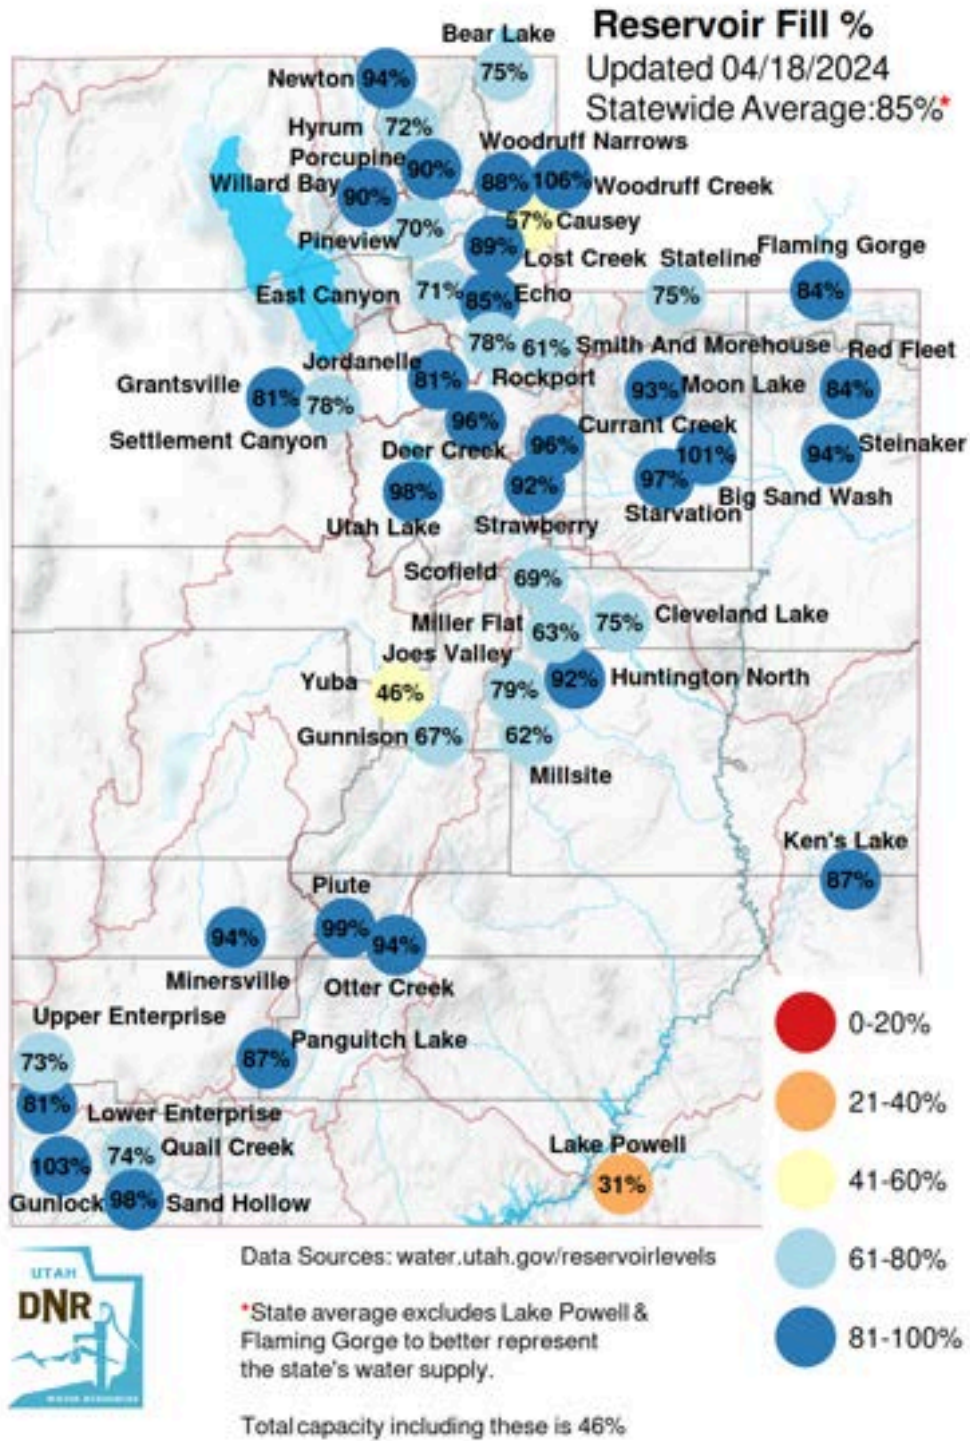 Reservoir Fill %
Updated 04/18/2024
Statewide Average:85%*
Bear Lake
75%
Newton 94%
Hyrum 72%
Porcupine 90%
Woodruff Narrows
88% 106% Woodruff Creek
Willard Bay
90%
57% Causey
Pineview 70%
89%
Lost Creek
Stateline
75%
Flaming Gorge
84%
East Canyon 71%
85% Echo
78% 61% Smith And Morehouse
Rockport
Red Fleet
84%
Jordanelle
81%
Grantsville 81%
78%
Settlement Canyon
93% Moon Lake
96%
Deer Creek
Currant Creek
96%
101%
Big Sand Wash
94% Steinaker
98%
Utah Lake
92%
Strawberry
97%
Starvation
Scofield 69%
Miller Flat 63%
75% Cleveland Lake
Joes Valley
79%
92% Huntington North
Yuba 46%
Gunnison 67%
62%
Millsite
Ken's Lake
87%
Piute
99%
94%
Otter Creek
94%
Minersville
Upper Enterprise
73%
87% Panguitch Lake
81% Lower Enterprise
103%
Gunlock
74% Quail Creek
98% Sand Hollow
Lake Powell
31%
0-20%
21-40%
41-60%
61-80%
81-100%
UTAH
DNR
WATER RESOURCES
Data Sources: water.utah.gov/reservoirlevels
*State average excludes Lake Powell &
Flaming Gorge to better represent
the state's water supply.
Total capacity including these is 46%